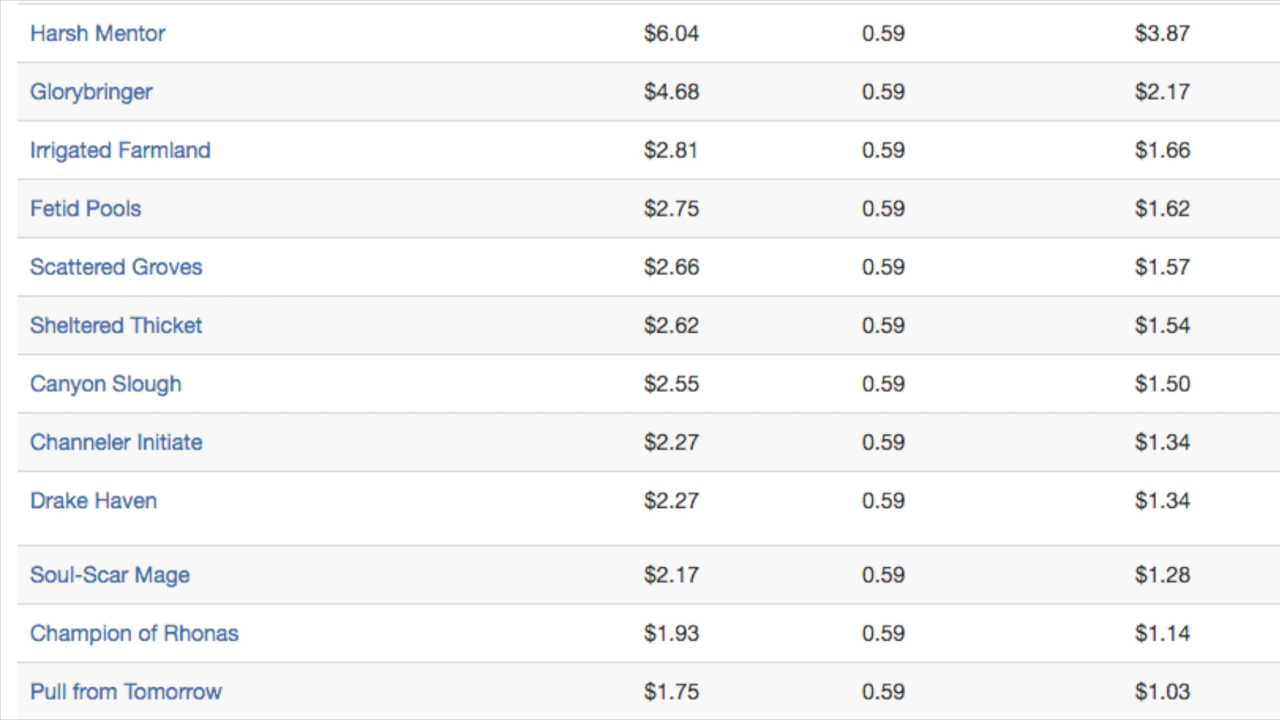 Harsh Mentor $6.04 0.59 $3.87
Glorybringer $4.68 0.59 $2.17
Irrigated Farmland $2.81 0.59 $1.66
Fetid Pools $2.75 0.59 $1.62
Scattered Groves $2.66 0.59 $1.57
Sheltered Thicket $2.62 0.59 $1.54
Canyon Slough $2.55 0.59 $1.50
Channeler Initiate $2.27 0.59 $1.34
Drake Haven $2.27 0.59 $1.34
Soul-Scar Mage $2.17 0.59 $1.28
Champion of Rhonas $1.93 0.59 $1.14
Pull from Tomorrow $1.75 0.59 $1.03